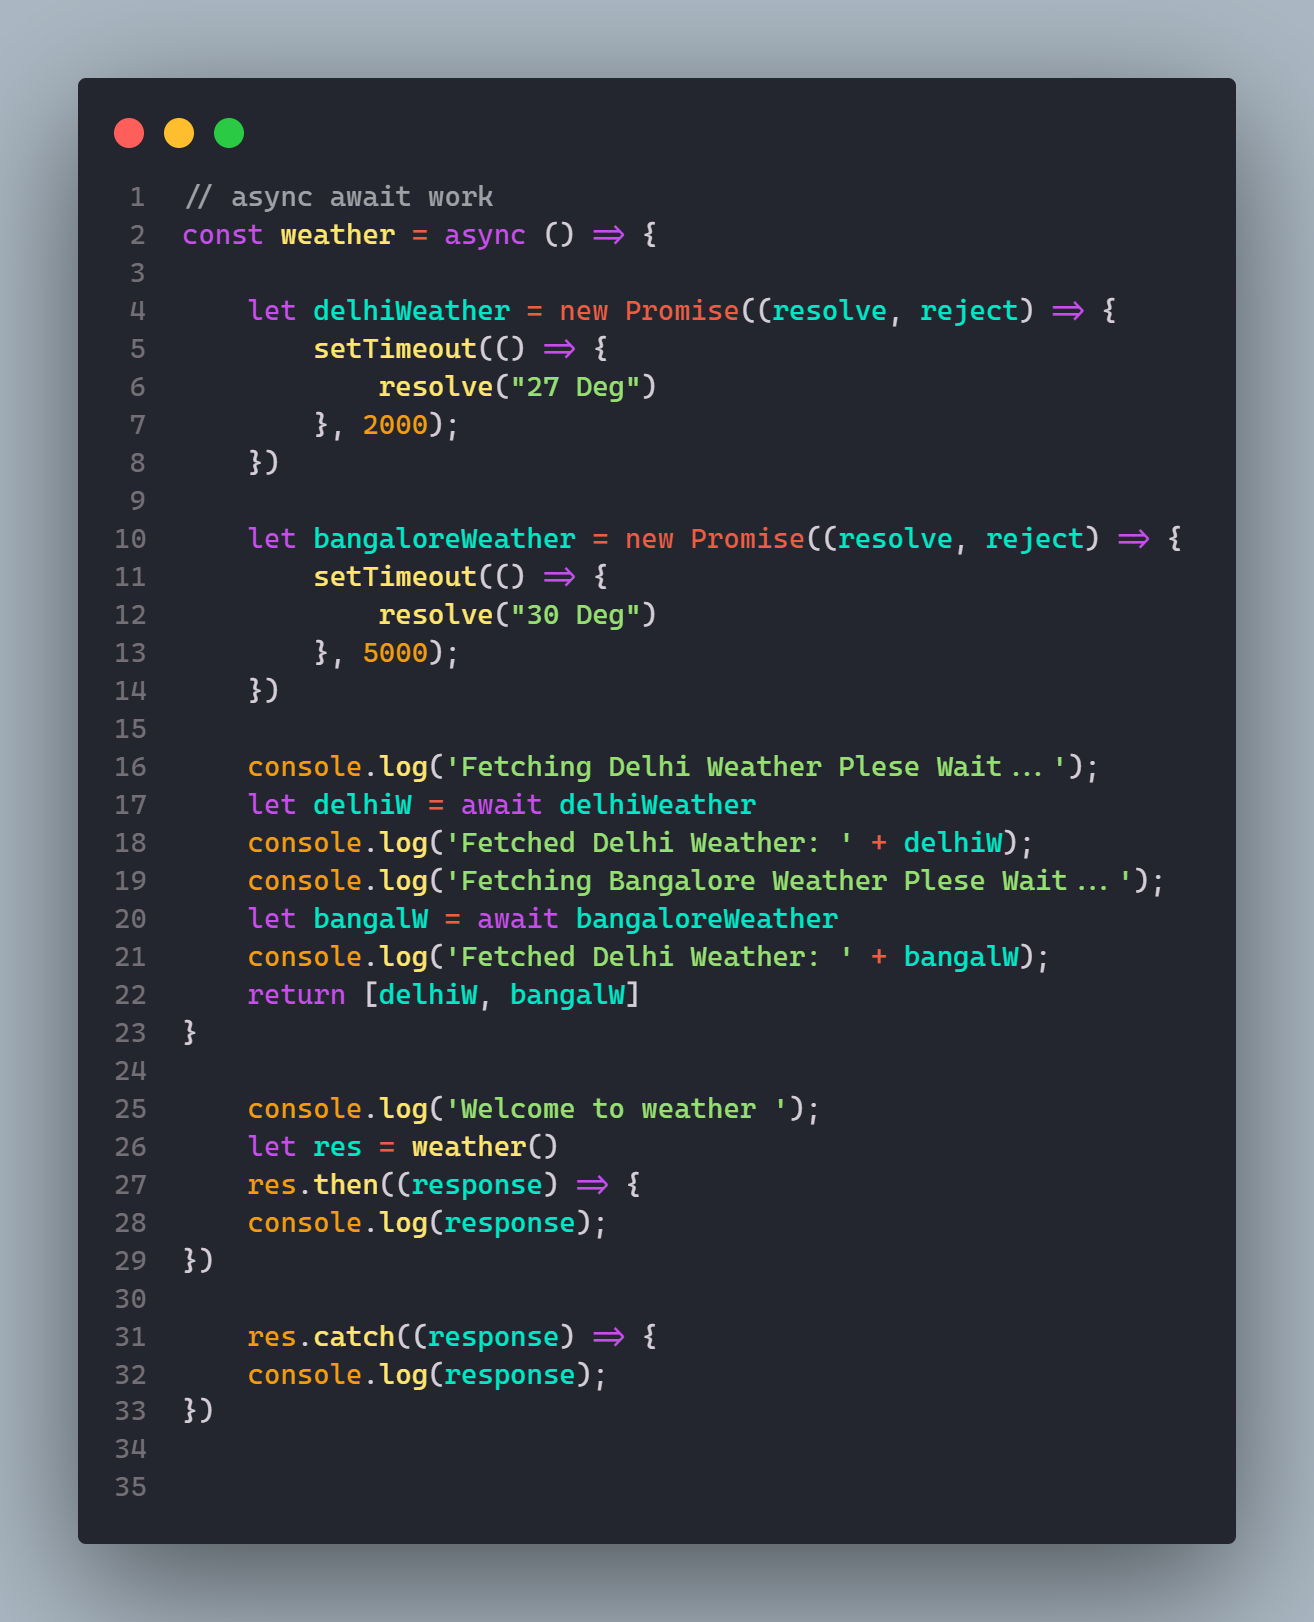 1 // async await work
2 const weather = async () => {
3
4     let delhiWeather = new Promise((resolve, reject) => {
5         setTimeout(() => {
6             resolve("27 Deg")
7         }, 2000);
8     })
9
10     let bangaloreWeather = new Promise((resolve, reject) => {
11         setTimeout(() => {
12             resolve("30 Deg")
13         }, 5000);
14     })
15
16     console.log('Fetching Delhi Weather Plese Wait...');
17     let delhiW = await delhiWeather
18     console.log('Fetched Delhi Weather: ' + delhiW);
19     console.log('Fetching Bangalore Weather Plese Wait...');
20     let bangalW = await bangaloreWeather
21     console.log('Fetched Delhi Weather: ' + bangalW);
22     return [delhiW, bangalW]
23 }
24
25     console.log('Welcome to weather ');
26     let res = weather()
27     res.then((response) => {
28     console.log(response);
29 })
30
31     res.catch((response) => {
32     console.log(response);
33 })
34
35